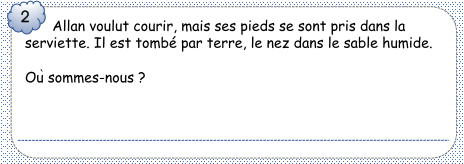 2
Allan voulut courir, mais ses pieds se sont pris dans la
serviette. Il est tombé par terre, le nez dans le sable humide.
Où sommes-nous ?